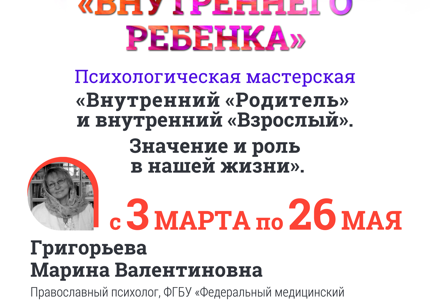 «ВНУТРЕННЕГО
РЕБЕНКА»
Психологическая мастерская
«Внутренний «Родитель»
и внутренний «Взрослый».
Значение и роль
в нашей жизни».
с 3 МАРТА по 26 МАЯ
Григорьева
Марина Валентиновна
Православный психолог, ФГБУ «Федеральный медицинский